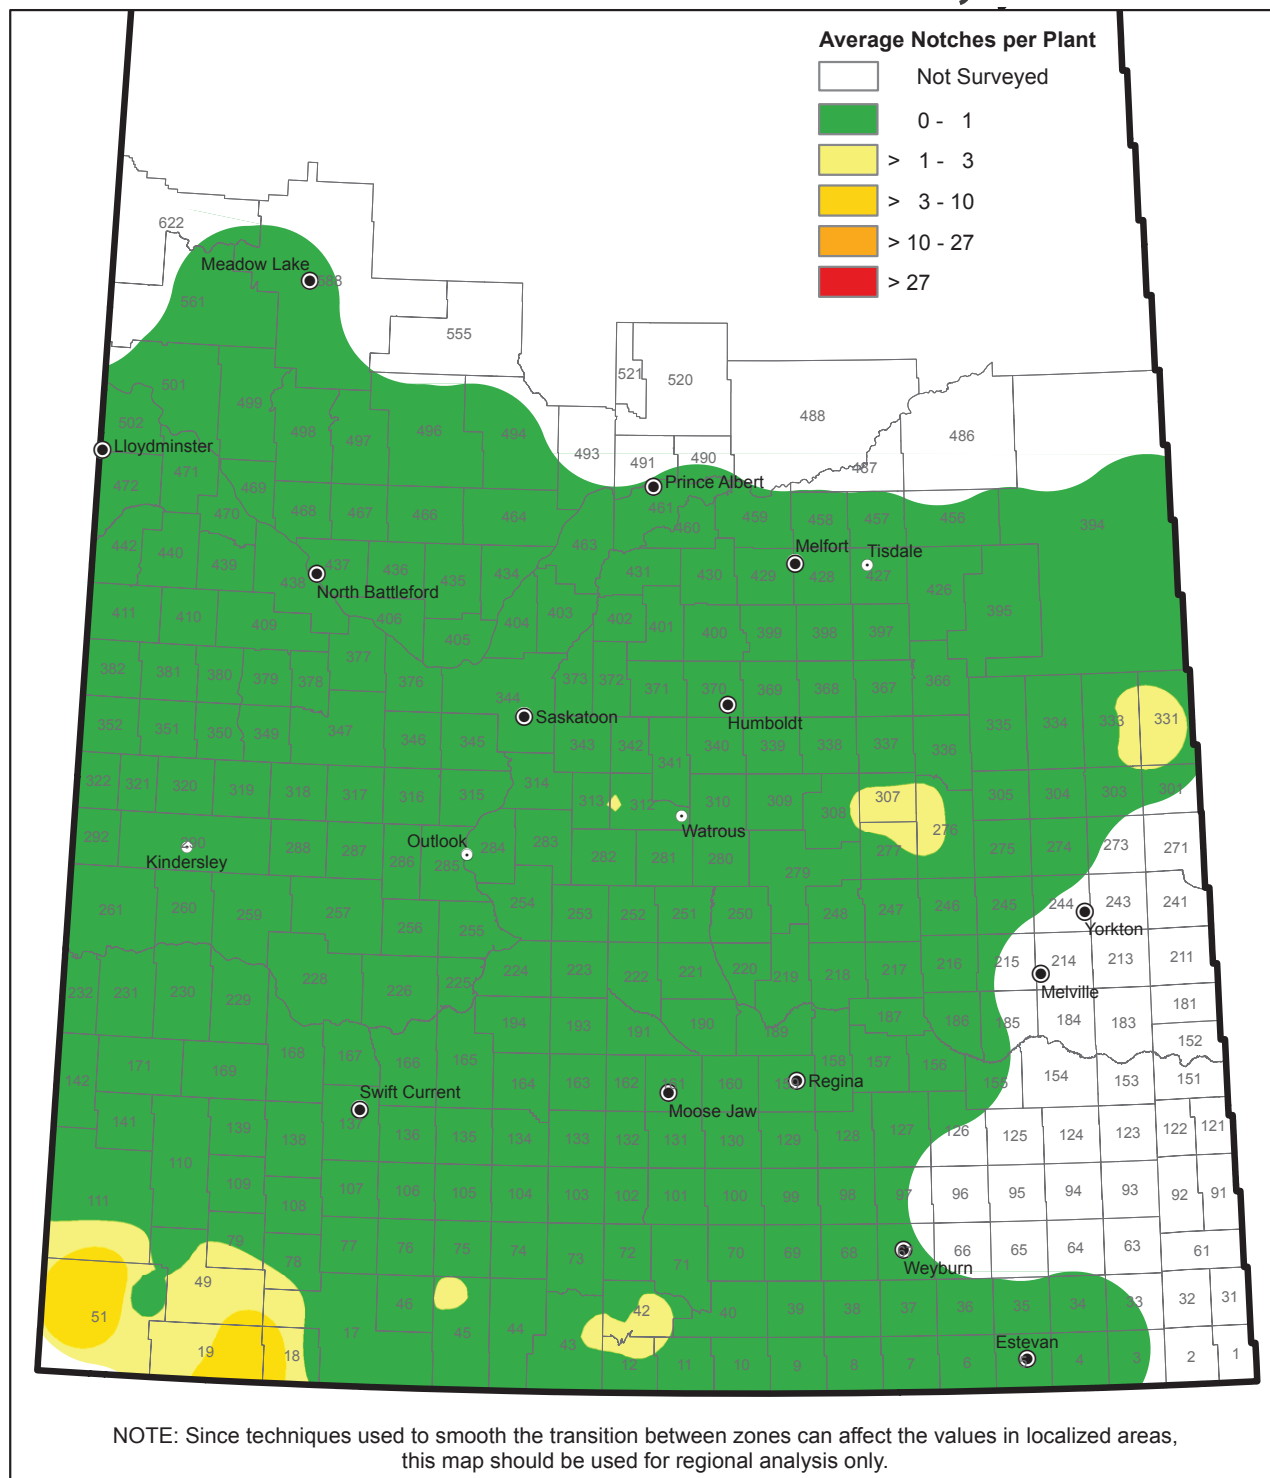 Average Notches per Plant
Not Surveyed
0 - 1
> 1 - 3
> 3 - 10
> 10 - 27
> 27
622
Meadow Lake
588
561
555
521 520
501
499
488
502
498 497 496 494
486
Lloydminster
493 491 490 487
471
472 469
Prince Albert
470 468 467 466 464
461 460 459 458 457 456 394
442 440 439
463
Melfort Tisdale
438 437 436 435 434
431 430 429 428 427 426
North Battleford
411 410 409 406 405 404 403 402 401 400 399 398 397 395
382 381 380 379 378 377 376
373 372 371 370 369 368 367 366
344
Saskatoon
Humboldt
352 351 350 349 347 346 345
343 342 341 340 339 338 337 336 335 334 333 331
322 321 320 319 318 317 316 315 314 313 312 310 309 308 307 305 304 303 301
Watrous
276
292 290 288 287 286 285 284 283 282 281 280 279 277 275 274 273 271
Outlook
Kindersley
261 260 259 257 256 255 254 253 252 251 250 248 247 246 245 244 243 241
Yorkton
232 231 230 229 228 226 225 224 223 222 221 220 219 218 217 216 215 214 213 211
Melville
194 193 191 190 189 187 186 185 184 183 181
152
142 171 169 168 167 166 165 164 163 162 161 160 159 158 157 156 155 154 153 151
Regina
Swift Current
Moose Jaw
141 139 138 137 136 135 134 133 132 131 130 129 128 127 126 125 124 123 122 121
111 110 109 108 107 106 105 104 103 102 101 100 99 98 97 96 95 94 93 92 91
79 78 77 76 75 74 73 72 71 70 69 68 66 65 64 63 61
Weyburn
51 49 46 45 44 43 42 40 39 38 37 36 35 34 33 32 31
Estevan
19 18 17 12 11 10 9 8 7 6 4 3 2 1
NOTE: Since techniques used to smooth the transition between zones can affect the values in localized areas,
this map should be used for regional analysis only.